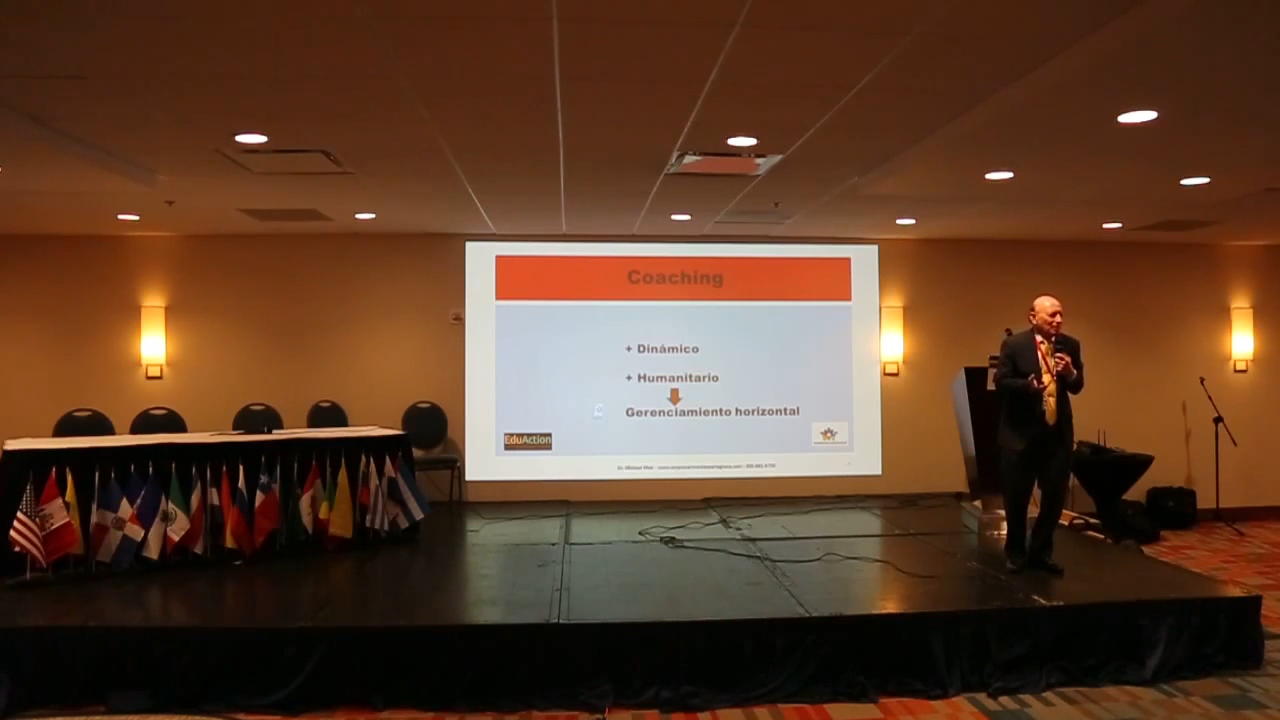 Coaching
+ Dinámico
+ Humanitario
Gerenciamiento horizontal
EduAction